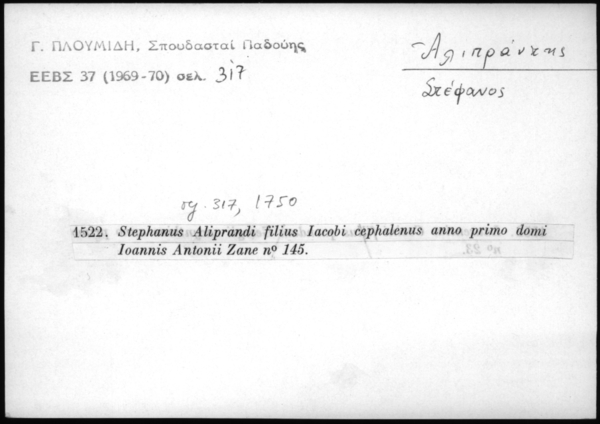 Γ. ΠΛΟΥΜΙΔΗ, Σπουδασταί Παδούης
ΕΕΒΣ 37 (1969-70) σελ. 317
Ἀλιπράντης
Στέφανος
σγ. 317, 1750
1522. Stephanus Aliprandi filius Iacobi cephalenus anno primo domi
Ioannis Antonii Zane nº 145.